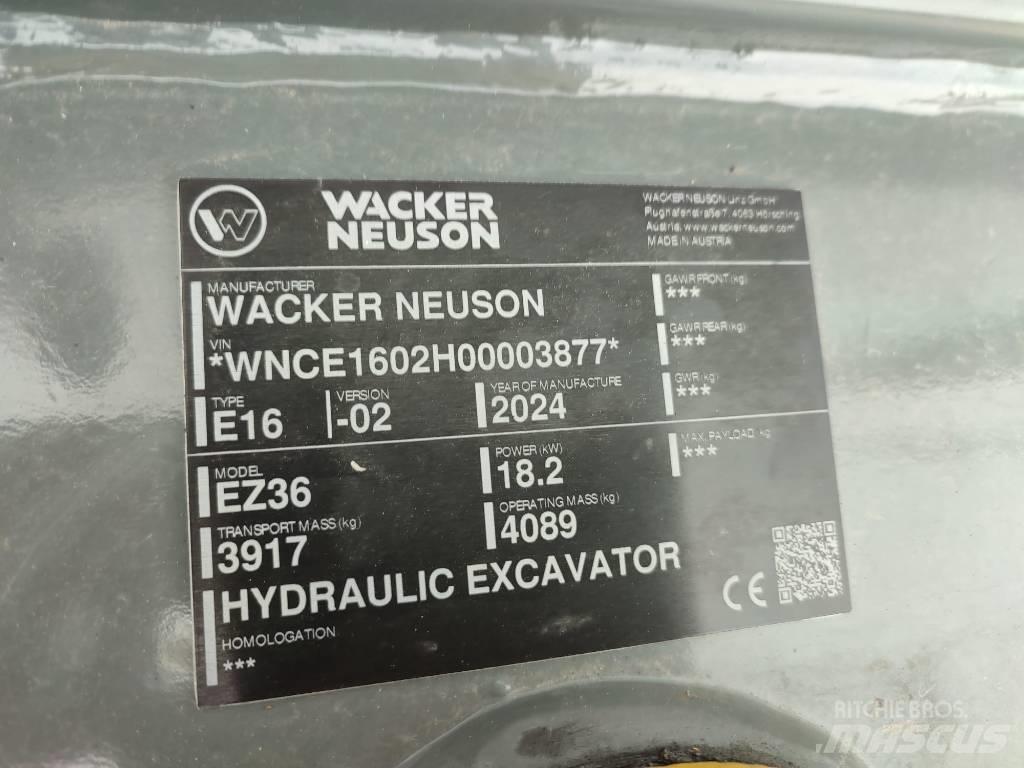 W
WACKER
NEUSON
WACKER NEUSON Linz GmbH
Flughafenstraße 7, 4063 Hörsching
Austria, www.wackerneuson.com
MADE IN AUSTRIA
MANUFACTURER
WACKER NEUSON
VIN
*WNCE1602H00003877*
TYPE
E16
VERSION
-02
YEAR OF MANUFACTURE
2024
GAWR FRONT (kg)
***
GAWR REAR (kg)
***
GWR (kg)
***
MAX. PAYLOAD kg
***
MODEL
EZ36
POWER (kW)
18.2
TRANSPORT MASS (kg)
3917
OPERATING MASS (kg)
4089
HYDRAULIC EXCAVATOR
HOMOLOGATION
***
CE
RITCHIE BROS.
MASCUS